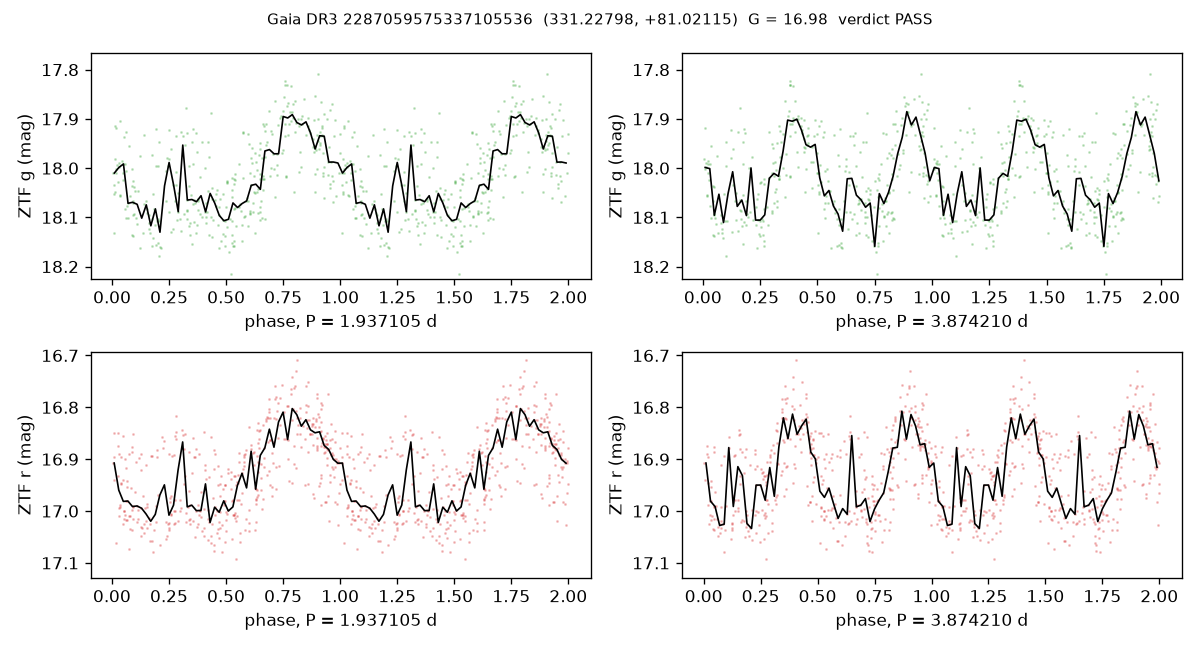 Gaia DR3 2287059575337105536 (331.22798, +81.02115) G = 16.98 verdict PASS
ZTF g (mag)
17.8
17.9
18.0
18.1
18.2
0.00 0.25 0.50 0.75 1.00 1.25 1.50 1.75 2.00
phase, P = 1.937105 d
ZTF g (mag)
17.8
17.9
18.0
18.1
18.2
0.00 0.25 0.50 0.75 1.00 1.25 1.50 1.75 2.00
phase, P = 3.874210 d
ZTF r (mag)
16.7
16.8
16.9
17.0
17.1
0.00 0.25 0.50 0.75 1.00 1.25 1.50 1.75 2.00
phase, P = 1.937105 d
ZTF r (mag)
16.7
16.8
16.9
17.0
17.1
0.00 0.25 0.50 0.75 1.00 1.25 1.50 1.75 2.00
phase, P = 3.874210 d